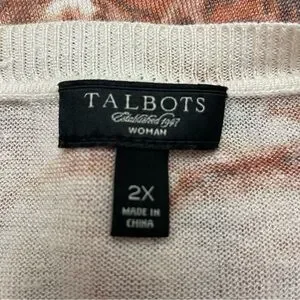 TALBOTS
Established 1947
WOMAN
2X
MADE IN
CHINA